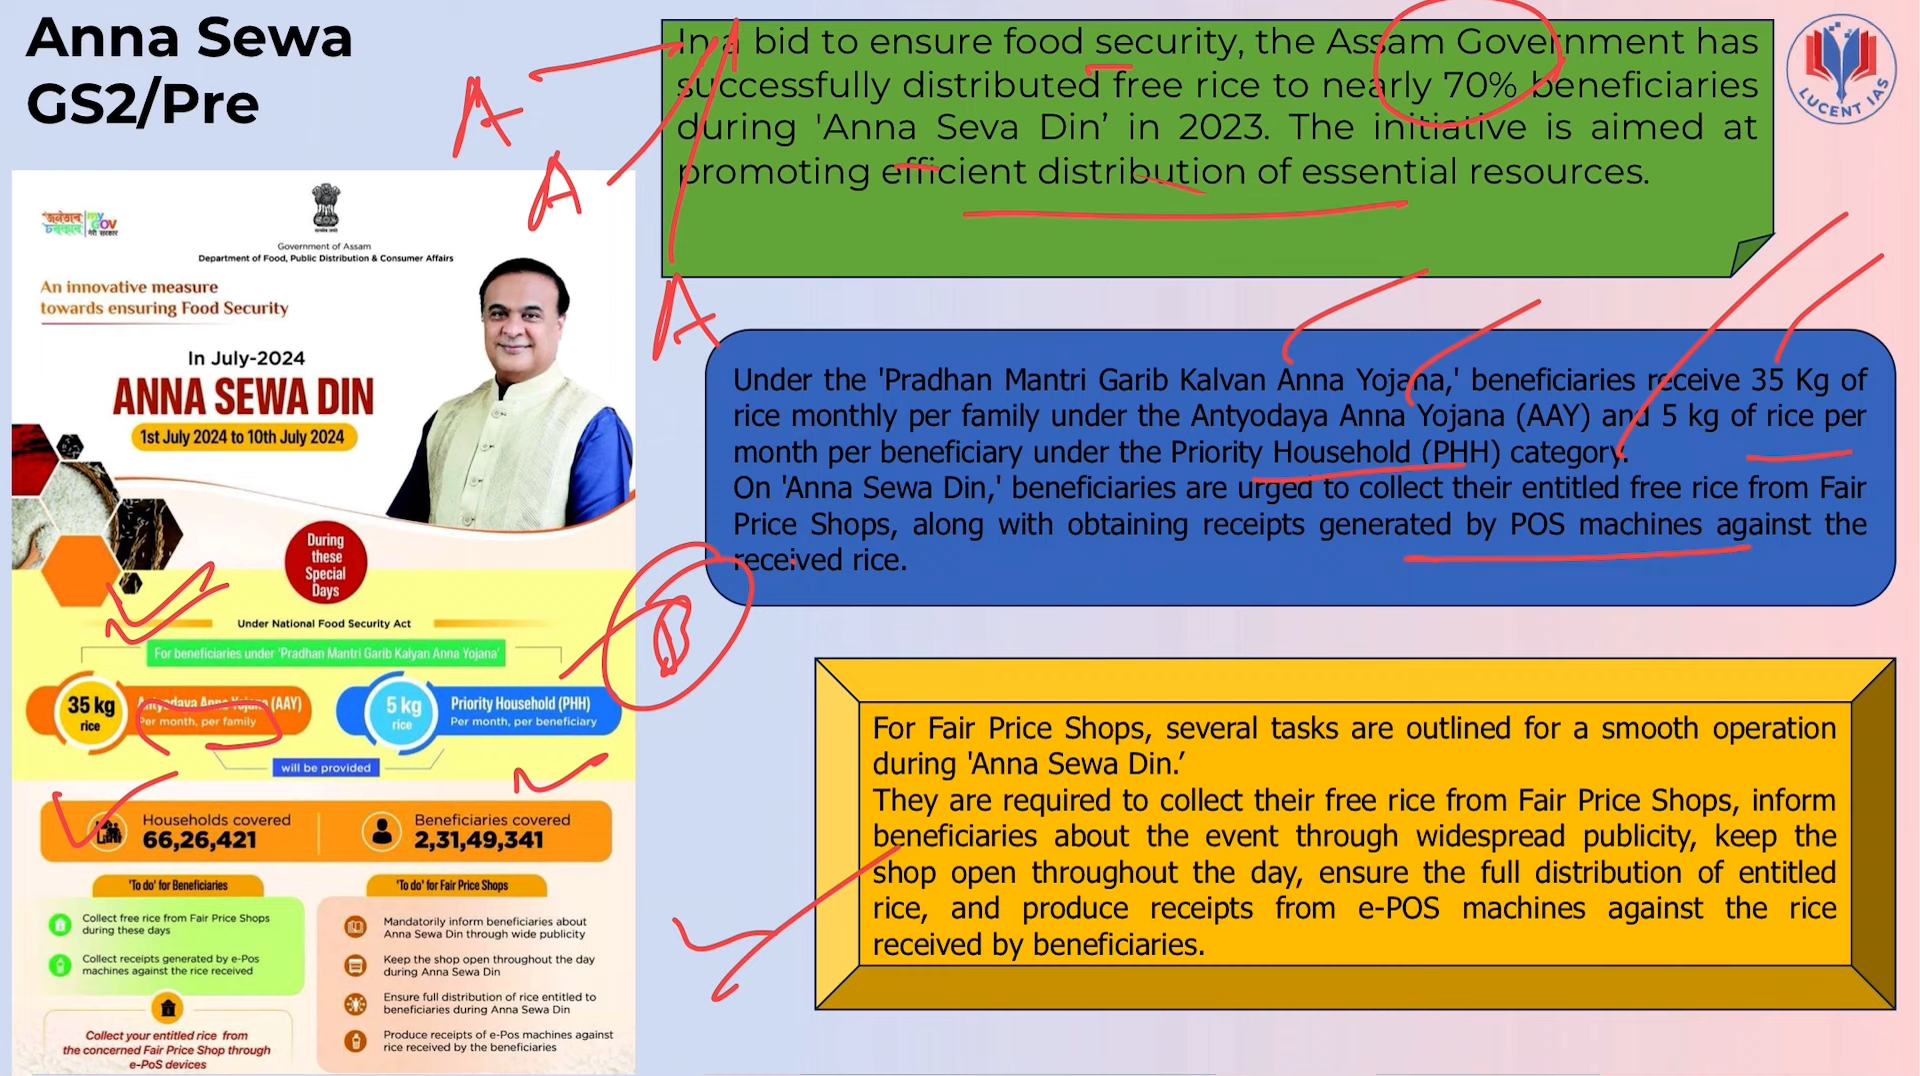 Anna Sewa
GS2/Pre
In a bid to ensure food security, the Assam Government has
successfully distributed free rice to nearly 70% beneficiaries
during 'Anna Seva Din’ in 2023. The initiative is aimed at
promoting efficient distribution of essential resources.
LUCENT IAS
A
A
A
my
GOV
मेरी सरकार
Government of Assam
Department of Food, Public Distribution & Consumer Affairs
An innovative measure
towards ensuring Food Security
In July-2024
ANNA SEWA DIN
1st July 2024 to 10th July 2024
During
these
Special
Days
Under National Food Security Act
For beneficiaries under 'Pradhan Mantri Garib Kalyan Anna Yojana'
35 kg
rice
Antyodaya Anna Yojana (AAY)
Per month, per family
5 kg
rice
Priority Household (PHH)
Per month, per beneficiary
will be provided
Households covered
66,26,421
Beneficiaries covered
2,31,49,341
'To do' for Beneficiaries
Collect free rice from Fair Price Shops
during these days
Collect receipts generated by e-Pos
machines against the rice received
Collect your entitled rice from
the concerned Fair Price Shop through
e-PoS devices
'To do' for Fair Price Shops
Mandatorily inform beneficiaries about
Anna Sewa Din through wide publicity
Keep the shop open throughout the day
during Anna Sewa Din
Ensure full distribution of rice entitled to
beneficiaries during Anna Sewa Din
Produce receipts of e-Pos machines against
rice received by the beneficiaries
Under the 'Pradhan Mantri Garib Kalvan Anna Yojana,' beneficiaries receive 35 Kg of
rice monthly per family under the Antyodaya Anna Yojana (AAY) and 5 kg of rice per
month per beneficiary under the Priority Household (PHH) category.
On 'Anna Sewa Din,' beneficiaries are urged to collect their entitled free rice from Fair
Price Shops, along with obtaining receipts generated by POS machines against the
received rice.
For Fair Price Shops, several tasks are outlined for a smooth operation
during 'Anna Sewa Din.’
They are required to collect their free rice from Fair Price Shops, inform
beneficiaries about the event through widespread publicity, keep the
shop open throughout the day, ensure the full distribution of entitled
rice, and produce receipts from e-POS machines against the rice
received by beneficiaries.